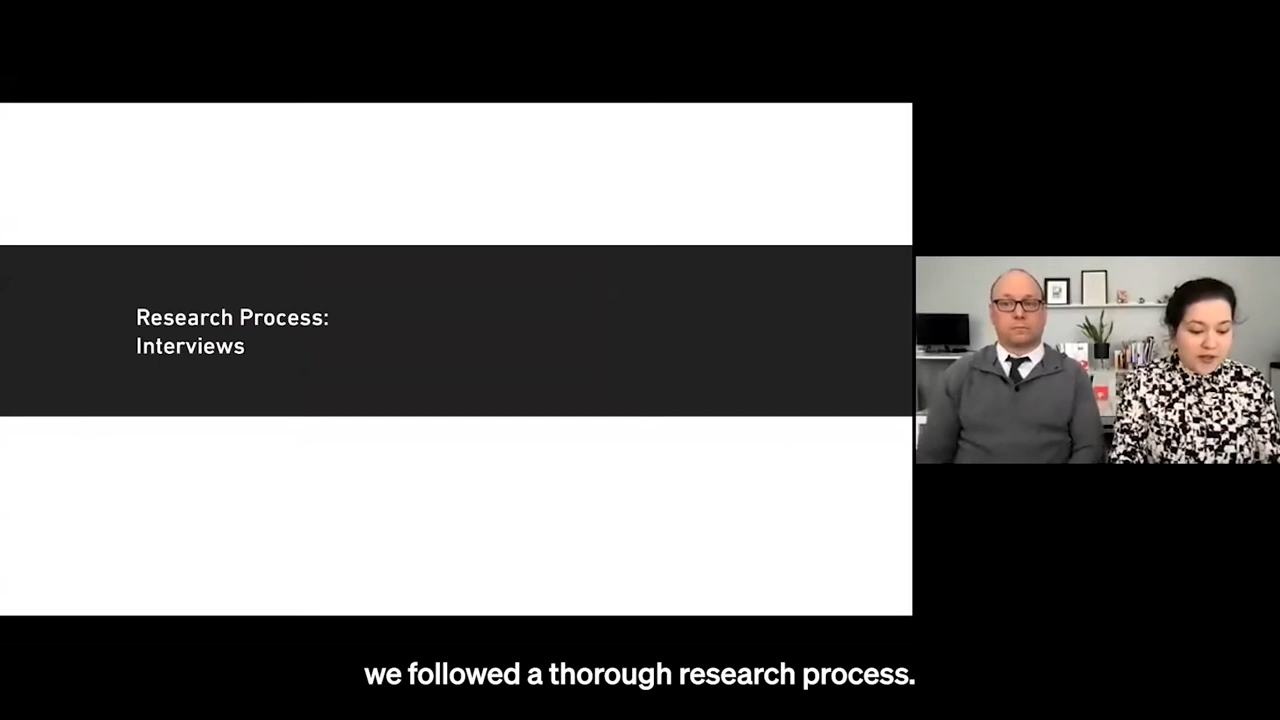 Research Process:
Interviews
we followed a thorough research process.